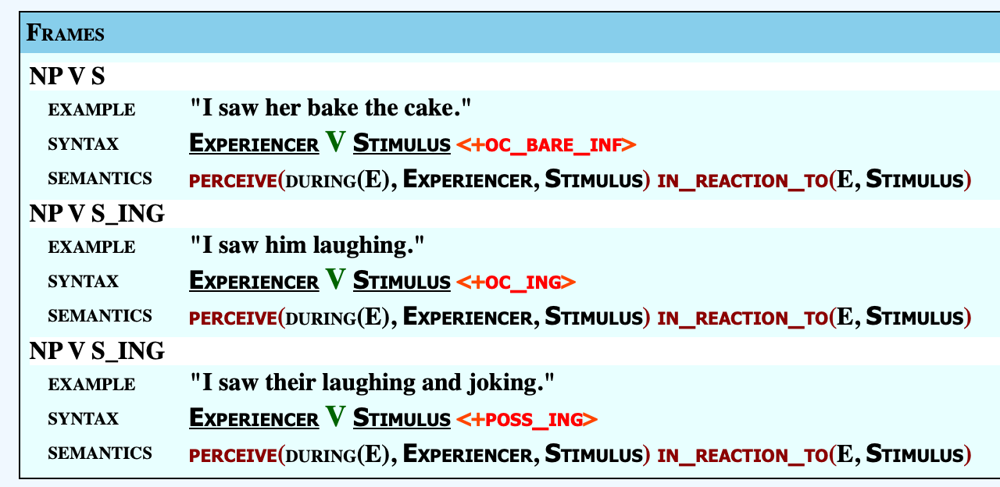 Frames
NP V S
example "I saw her bake the cake."
syntax Experiencer V Stimulus <+oc_bare_inf>
semantics perceive(during(E), Experiencer, Stimulus) in_reaction_to(E, Stimulus)
NP V S_ING
example "I saw him laughing."
syntax Experiencer V Stimulus <+oc_ing>
semantics perceive(during(E), Experiencer, Stimulus) in_reaction_to(E, Stimulus)
NP V S_ING
example "I saw their laughing and joking."
syntax Experiencer V Stimulus <+poss_ing>
semantics perceive(during(E), Experiencer, Stimulus) in_reaction_to(E, Stimulus)